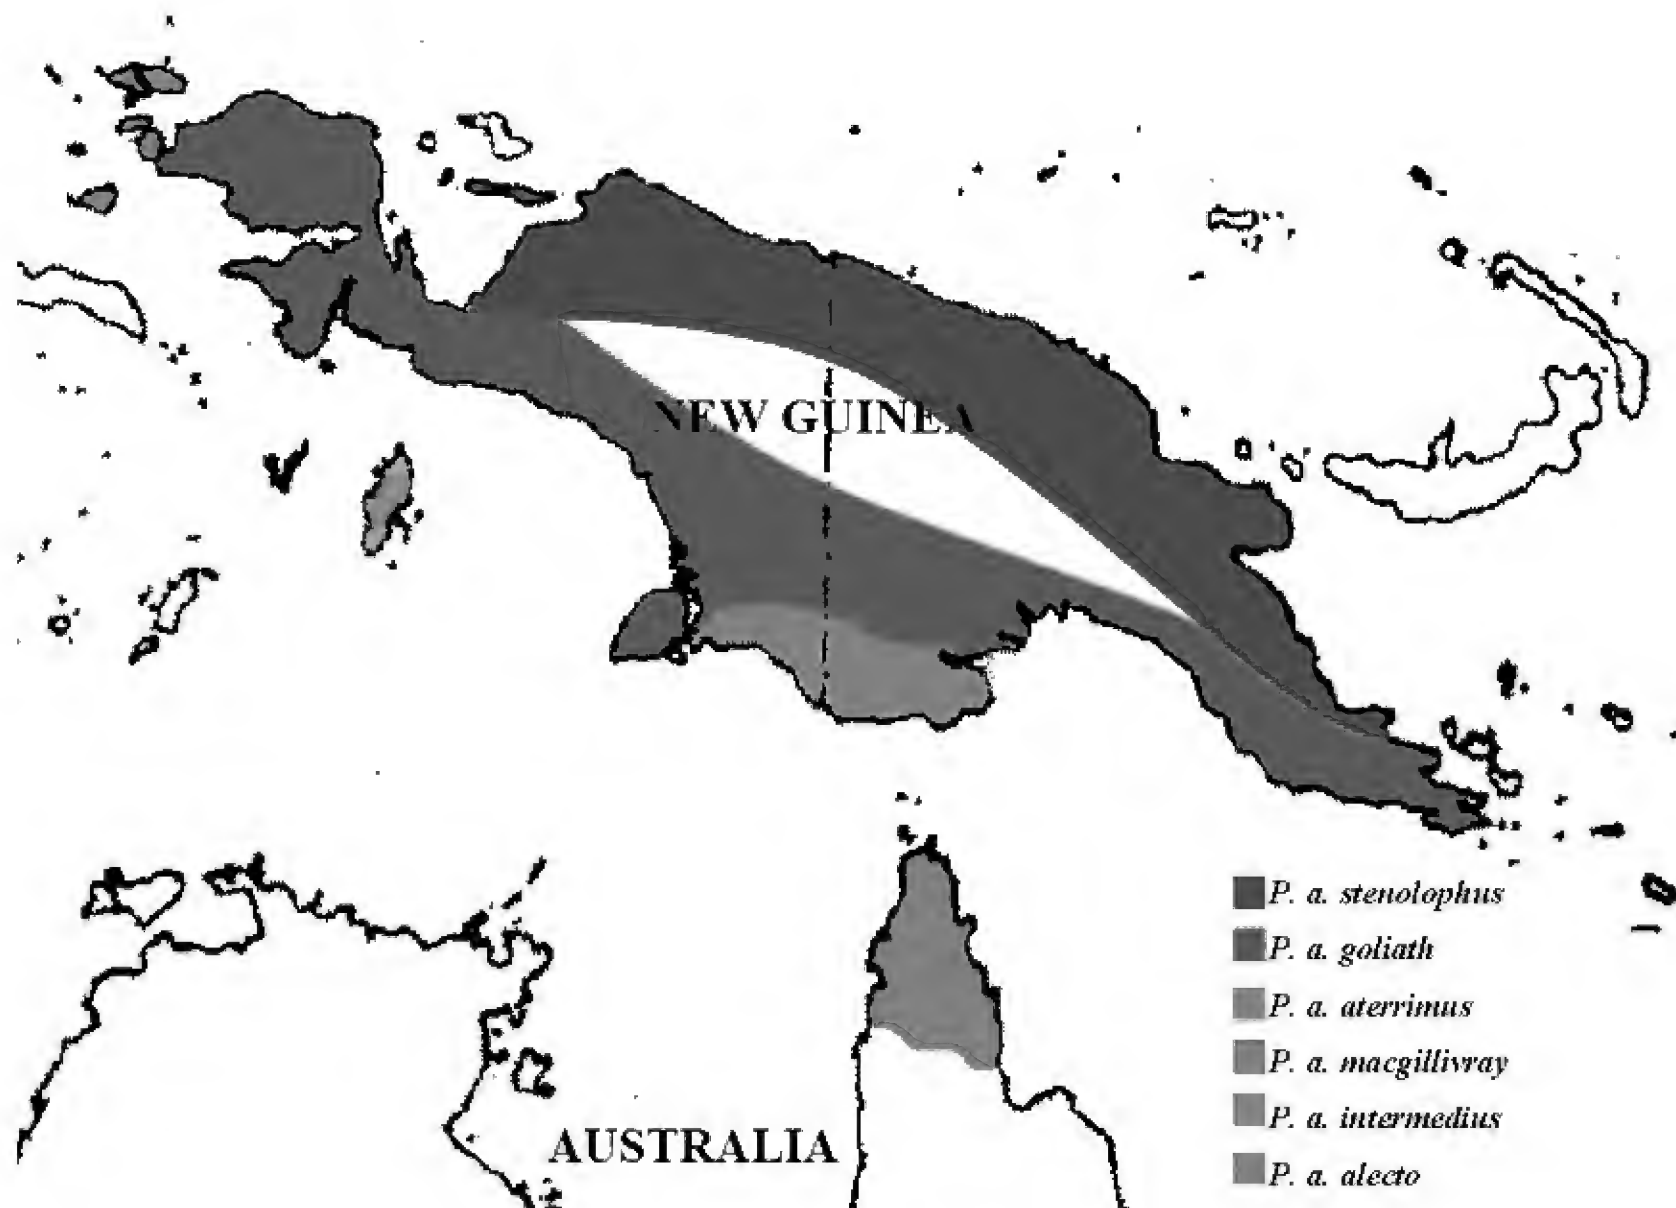 NEW GUINEA
P. a. stenolophus
P. a. goliath
P. a. aterrimus
P. a. macgillivray
P. a. intermedius
P. a. alecto
AUSTRALIA